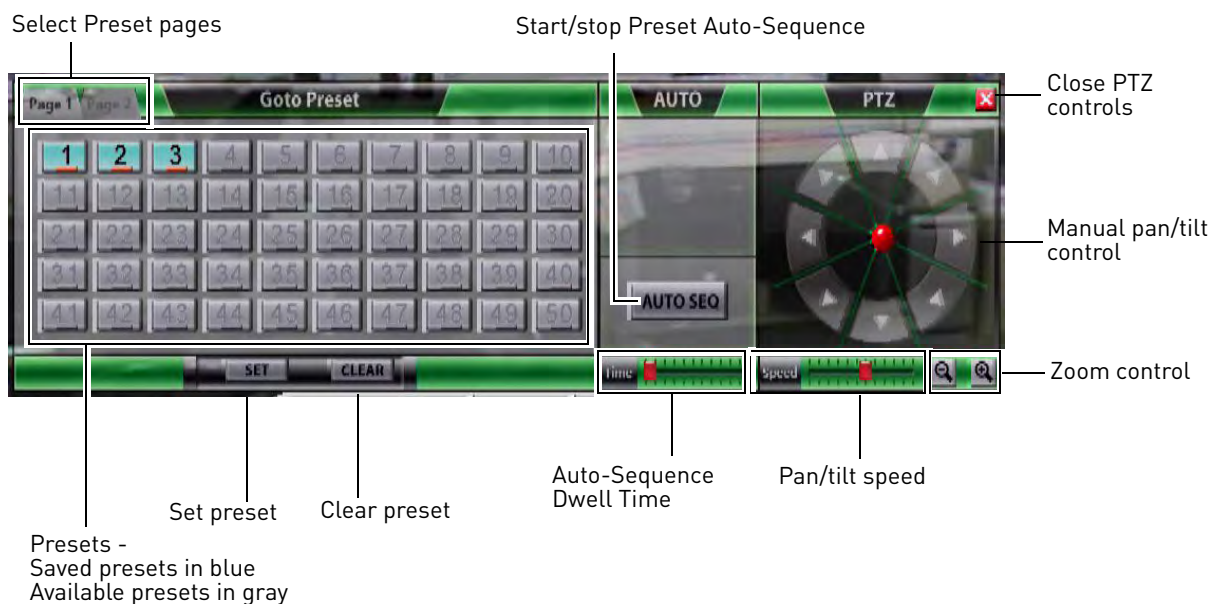 Select Preset pages
Start/stop Preset Auto-Sequence
Page 1 Page 2
Goto Preset
AUTO
PTZ
X
Close PTZ
controls
1 2 3 4 5 6 7 8 9 10
11 12 13 14 15 16 17 18 19 20
21 22 23 24 25 26 27 28 29 30
31 32 33 34 35 36 37 38 39 40
41 42 43 44 45 46 47 48 49 50
AUTO SEQ
Manual pan/tilt
control
SET
CLEAR
Time
Speed
Zoom control
Auto-Sequence
Dwell Time
Pan/tilt speed
Set preset
Clear preset
Presets -
Saved presets in blue
Available presets in gray